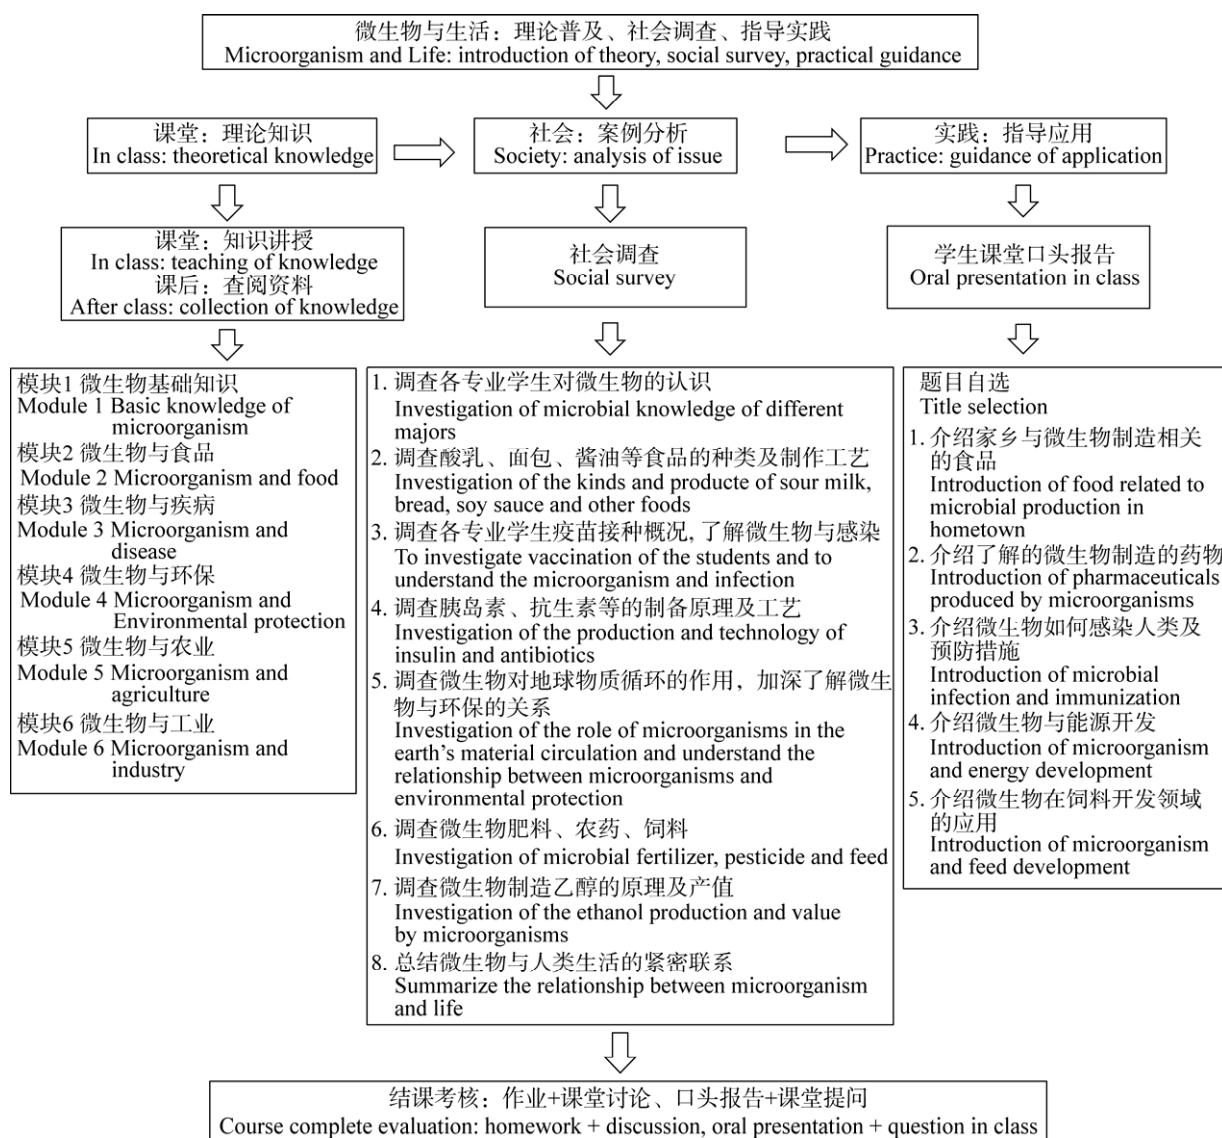 微生物与生活：理论普及、社会调查、指导实践
Microorganism and Life: introduction of theory, social survey, practical guidance
课堂：理论知识
In class: theoretical knowledge
社会：案例分析
Society: analysis of issue
实践：指导应用
Practice: guidance of application
课堂：知识讲授
In class: teaching of knowledge
课后：查阅资料
After class: collection of knowledge
社会调查
Social survey
学生课堂口头报告
Oral presentation in class
模块1 微生物基础知识
Module 1 Basic knowledge of
microorganism
模块2 微生物与食品
Module 2 Microorganism and food
模块3 微生物与疾病
Module 3 Microorganism and
disease
模块4 微生物与环保
Module 4 Microorganism and
Environmental protection
模块5 微生物与农业
Module 5 Microorganism and
agriculture
模块6 微生物与工业
Module 6 Microorganism and
industry
1. 调查各专业学生对微生物的认识
Investigation of microbial knowledge of different
majors
2. 调查酸乳、面包、酱油等食品的种类及制作工艺
Investigation of the kinds and producte of sour milk,
bread, soy sauce and other foods
3. 调查各专业学生疫苗接种概况，了解微生物与感染
To investigate vaccination of the students and to
understand the microorganism and infection
4. 调查胰岛素、抗生素等的制备原理及工艺
Investigation of the production and technology of
insulin and antibiotics
5. 调查微生物对地球物质循环的作用，加深了解微生
物与环保的关系
Investigation of the role of microorganisms in the
earth's material circulation and understand the
relationship between microorganisms and
environmental protection
6. 调查微生物肥料、农药、饲料
Investigation of microbial fertilizer, pesticide and feed
7. 调查微生物制造乙醇的原理及产值
Investigation of the ethanol production and value
by microorganisms
8. 总结微生物与人类生活的紧密联系
Summarize the relationship between microorganism
and life
题目自选
Title selection
1. 介绍家乡与微生物制造相关
的食品
Introduction of food related to
microbial production in
hometown
2. 介绍了解的微生物制造的药物
Introduction of pharmaceuticals
produced by microorganisms
3. 介绍微生物如何感染人类及
预防措施
Introduction of microbial
infection and immunization
4. 介绍微生物与能源开发
Introduction of microorganism
and energy development
5. 介绍微生物在饲料开发领域
的应用
Introduction of microorganism
and feed development
结课考核：作业+课堂讨论、口头报告+课堂提问
Course complete evaluation: homework + discussion, oral presentation + question in class